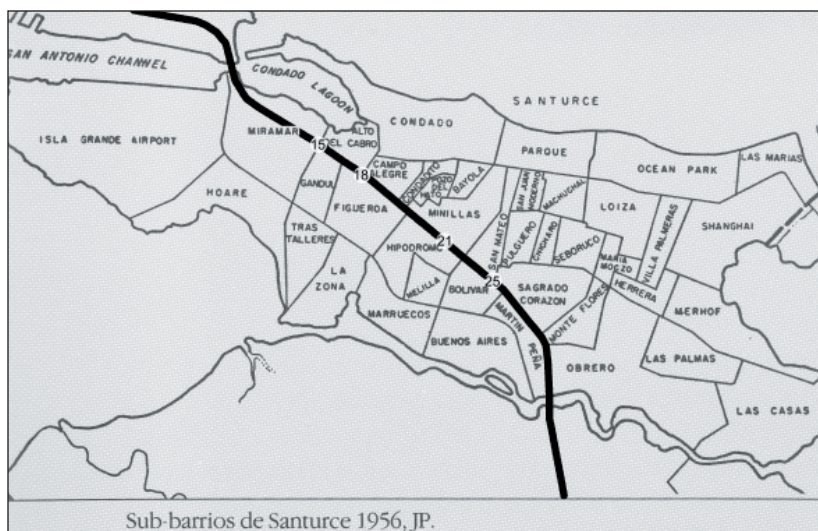 SAN ANTONIO CHANNEL
CONDADO LAGOON
SANTURCE
ISLA GRANDE AIRPORT
MIRAMAR
15
ALTO
DEL CABRO
CONDADO
PARQUE
OCEAN PARK
LAS MARIAS
HOARE
GANDUL
18
CAMPO
ALEGRE
CONDADITO
BAYOLA
SAN JUAN
MODERNO
MACHUCHAL
LOIZA
VILLA PALMERAS
SHANGHAI
FIGUEROA
MINILLAS
TRAS
TALLERES
HIPODROMO
21
SAN MATEO
PULGUERO
CHICHARO
SEBORUCO
MARIA
MOCZO
HERRERA
LA
ZONA
MELILLA
BOLIVAR
25
SAGRADO
CORAZON
MERHOF
MARRUECOS
BUENOS AIRES
MARTIN
PEÑA
MONTE FLORES
OBRERO
LAS PALMAS
LAS CASAS
Sub-barrios de Santurce 1956, JP.